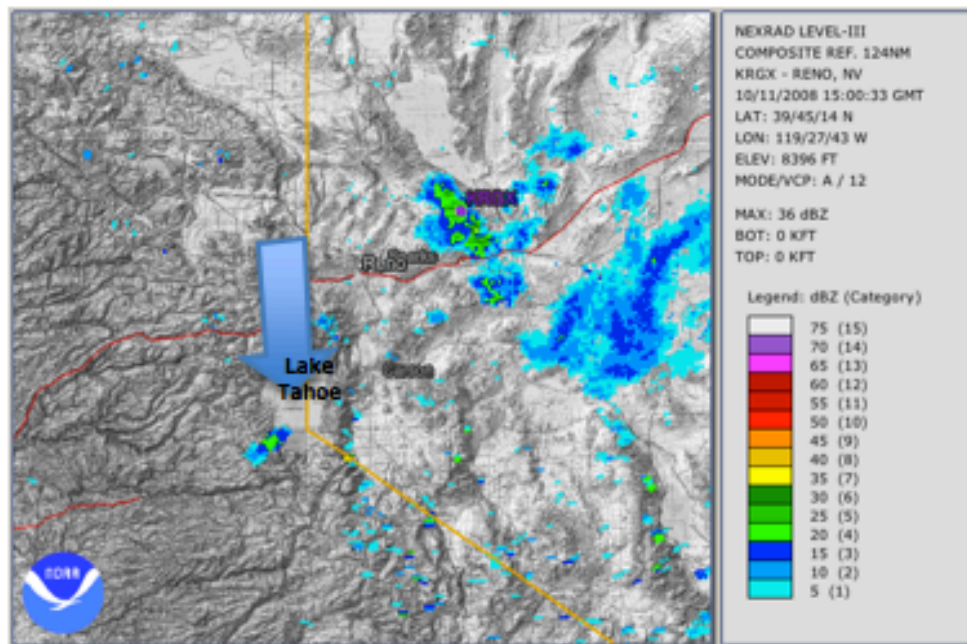 NEXRAD LEVEL-III
COMPOSITE REF. 124NM
KRGX - RENO, NV
10/11/2008 15:00:33 GMT
LAT: 39/45/14 N
LON: 119/27/43 W
ELEV: 8396 FT
MODE/VCP: A / 12
MAX: 36 dBZ
BOT: 0 KFT
TOP: 0 KFT
Legend: dBZ (Category)
75 (15)
70 (14)
65 (13)
60 (12)
55 (11)
50 (10)
45 (9)
40 (8)
35 (7)
30 (6)
25 (5)
20 (4)
15 (3)
10 (2)
5 (1)
KRGX
Sparks
Reno
Lake
Tahoe
Carson
NOAA